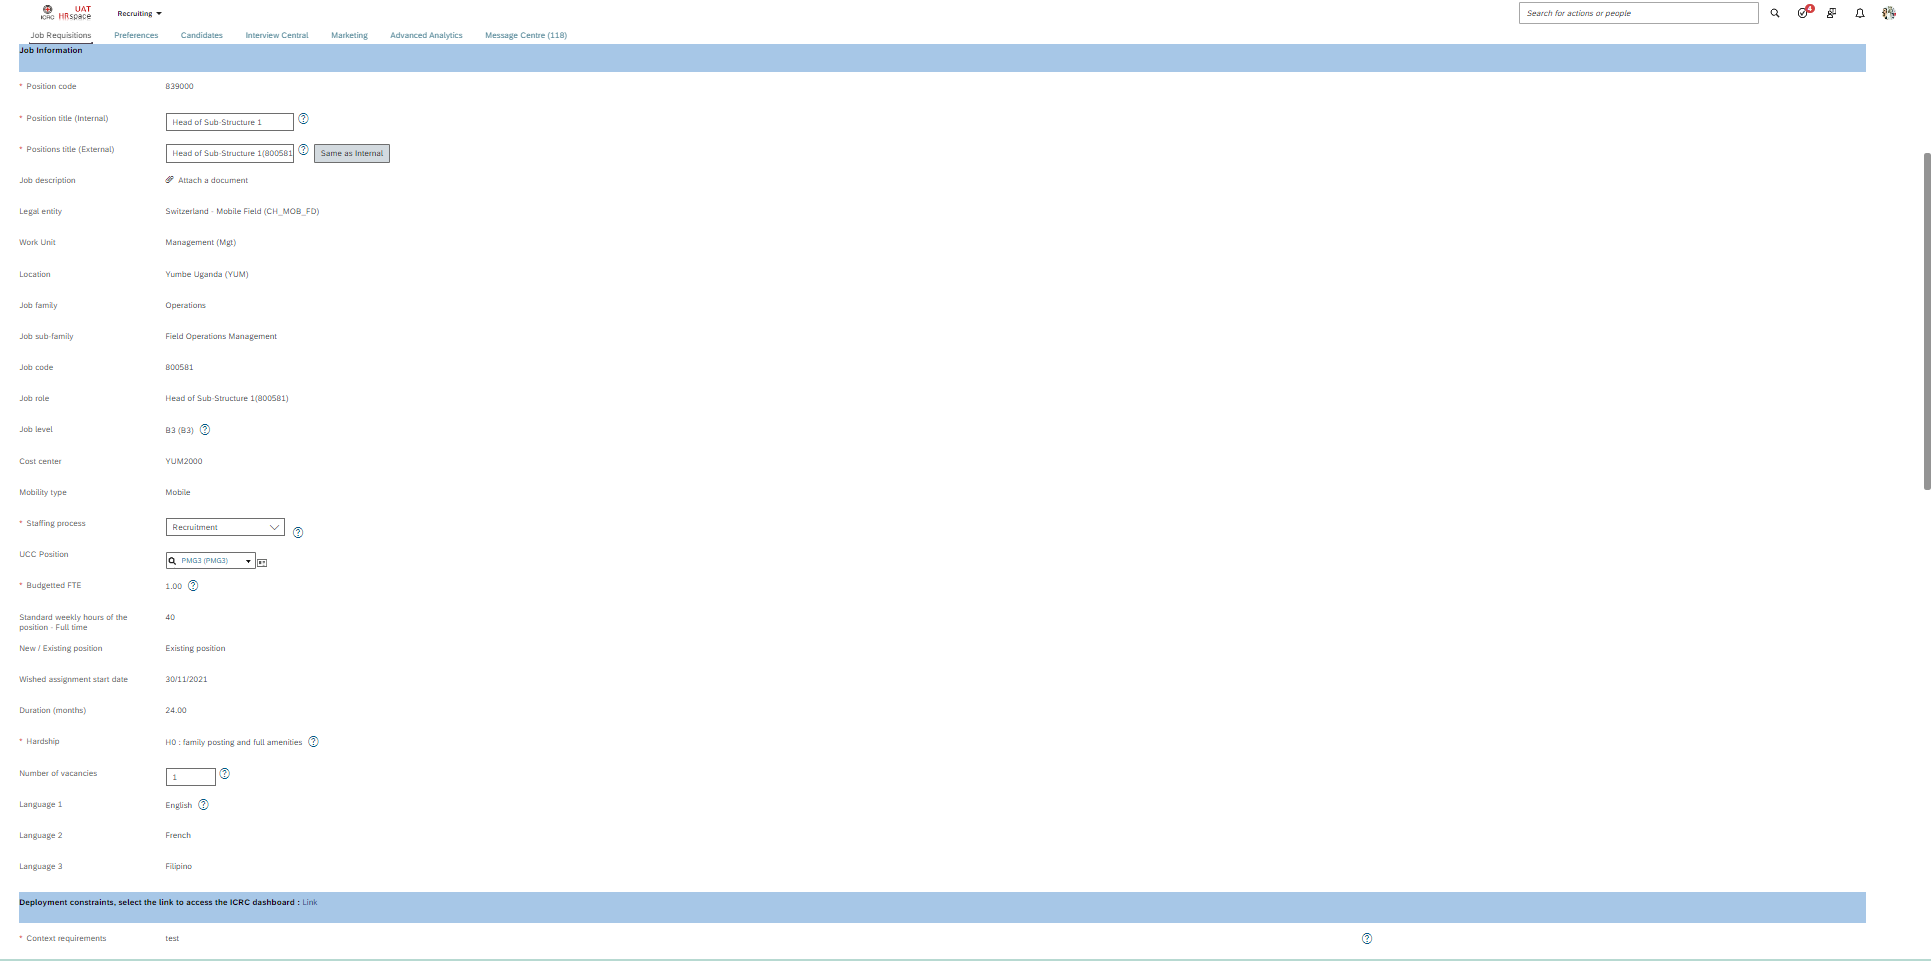 ICRC
UAT
HRspace
Recruiting
Search for actions or people
4
Job Requisitions
Preferences
Candidates
Interview Central
Marketing
Advanced Analytics
Message Centre (118)
Job Information
* Position code
839000
* Position title (Internal)
Head of Sub-Structure 1
?
* Positions title (External)
Head of Sub-Structure 1(800581
?
Same as Internal
Job description
Attach a document
Legal entity
Switzerland - Mobile Field (CH_MOB_FD)
Work Unit
Management (Mgt)
Location
Yumbe Uganda (YUM)
Job family
Operations
Job sub-family
Field Operations Management
Job code
800581
Job role
Head of Sub-Structure 1(800581)
Job level
B3 (B3)
?
Cost center
YUM2000
Mobility type
Mobile
* Staffing process
Recruitment
?
UCC Position
PMG3 (PMG3)
* Budgetted FTE
1.00
?
Standard weekly hours of the
position - Full time
40
New / Existing position
Existing position
Wished assignment start date
30/11/2021
Duration (months)
24.00
* Hardship
H0 : family posting and full amenities
?
Number of vacancies
1
?
Language 1
English
?
Language 2
French
Language 3
Filipino
Deployment constraints, select the link to access the ICRC dashboard : Link
* Context requirements
test
?